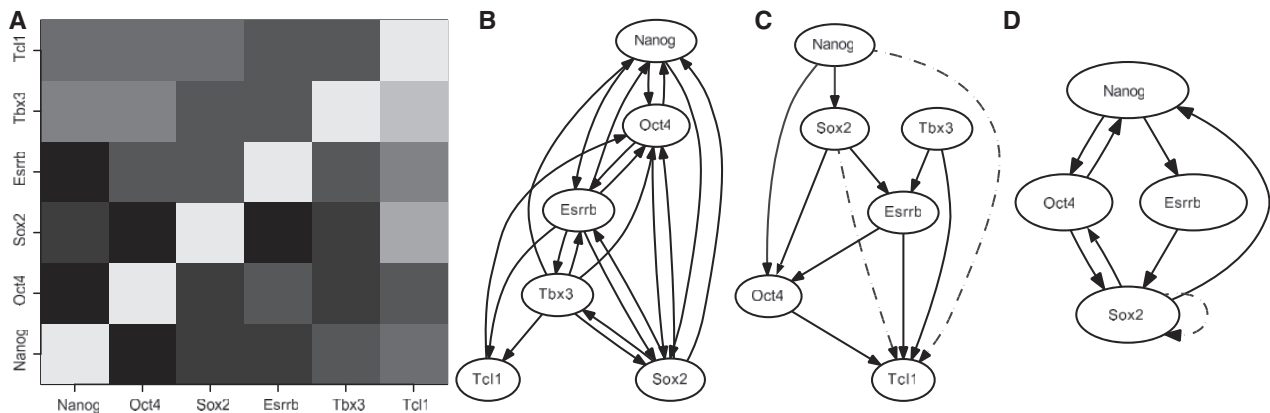 A
Tcl1
Tbx3
Esrrb
Sox2
Oct4
Nanog
Nanog Oct4 Sox2 Esrrb Tbx3 Tcl1
B
Nanog
Oct4
Esrrb
Tbx3
Tcl1 Sox2
C
Nanog
Sox2 Tbx3
Esrrb
Oct4
Tcl1
D
Nanog
Oct4 Esrrb
Sox2